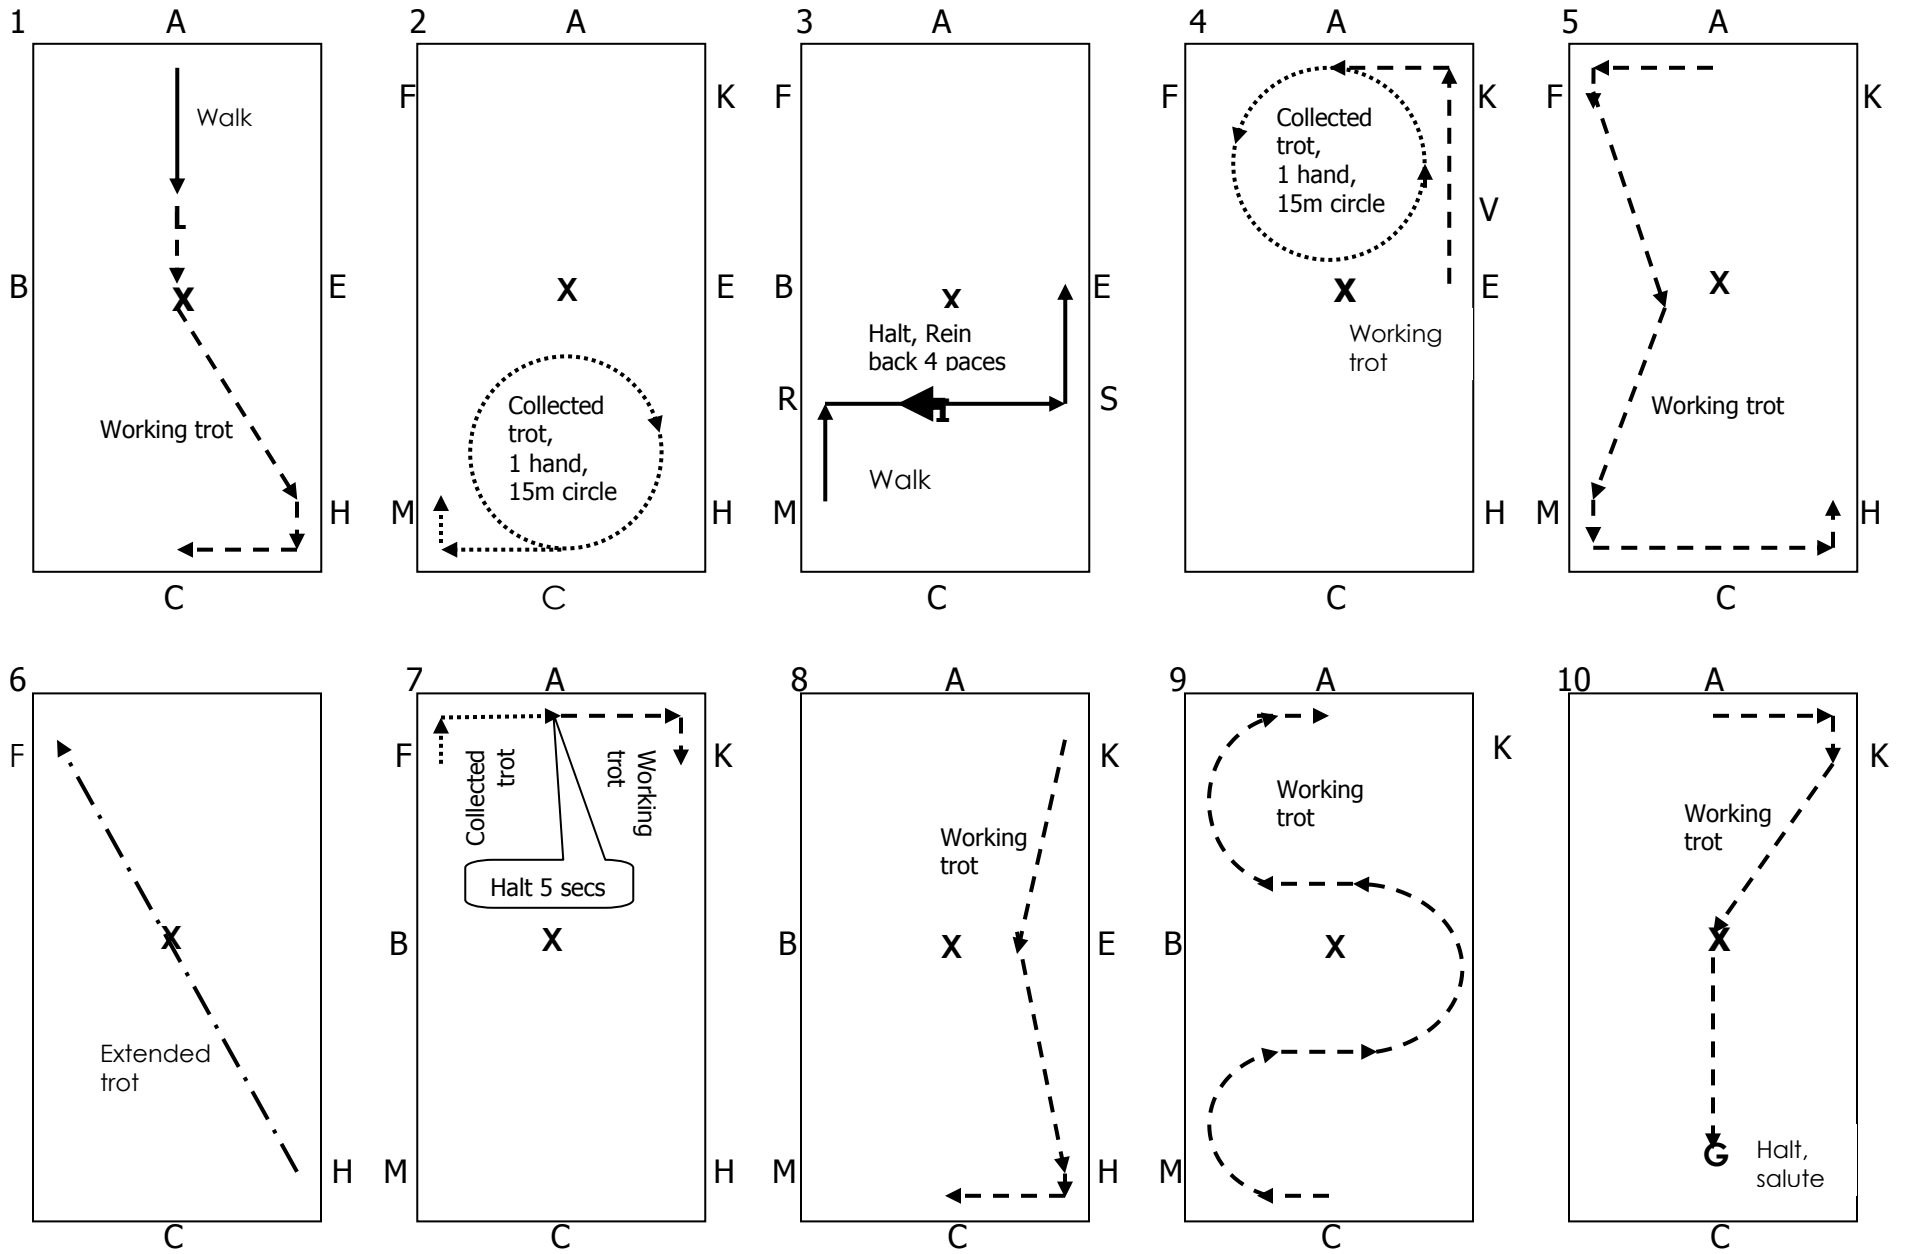 1
A
Walk
L
B
X
E
Working trot
H
C
2
A
F
K
X
E
Collected
trot,
1 hand,
15m circle
M
H
C
3
A
F
B
X
E
Halt, Rein
back 4 paces
R
I
S
Walk
M
C
4
A
F
K
Collected
trot,
1 hand,
15m circle
V
X
E
Working
trot
H
C
5
A
F
K
X
Working trot
M
H
C
6
F
X
Extended
trot
H
C
7
A
F
K
Collected
trot
Working
trot
Halt 5 secs
B
X
M
H
C
8
A
K
Working
trot
B
X
E
M
H
C
9
A
K
Working
trot
B
X
M
C
10
A
K
Working
trot
X
G
Halt,
salute
C